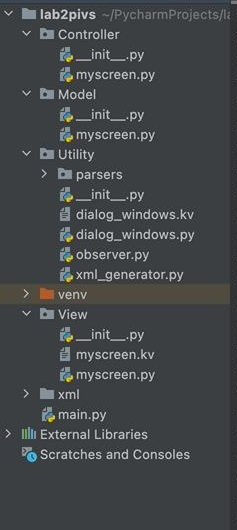 lab2pivs ~/PycharmProjects/la
Controller
__init__.py
myscreen.py
Model
__init__.py
myscreen.py
Utility
parsers
__init__.py
dialog_windows.kv
dialog_windows.py
observer.py
xml_generator.py
venv
View
__init__.py
myscreen.kv
myscreen.py
xml
main.py
External Libraries
Scratches and Consoles